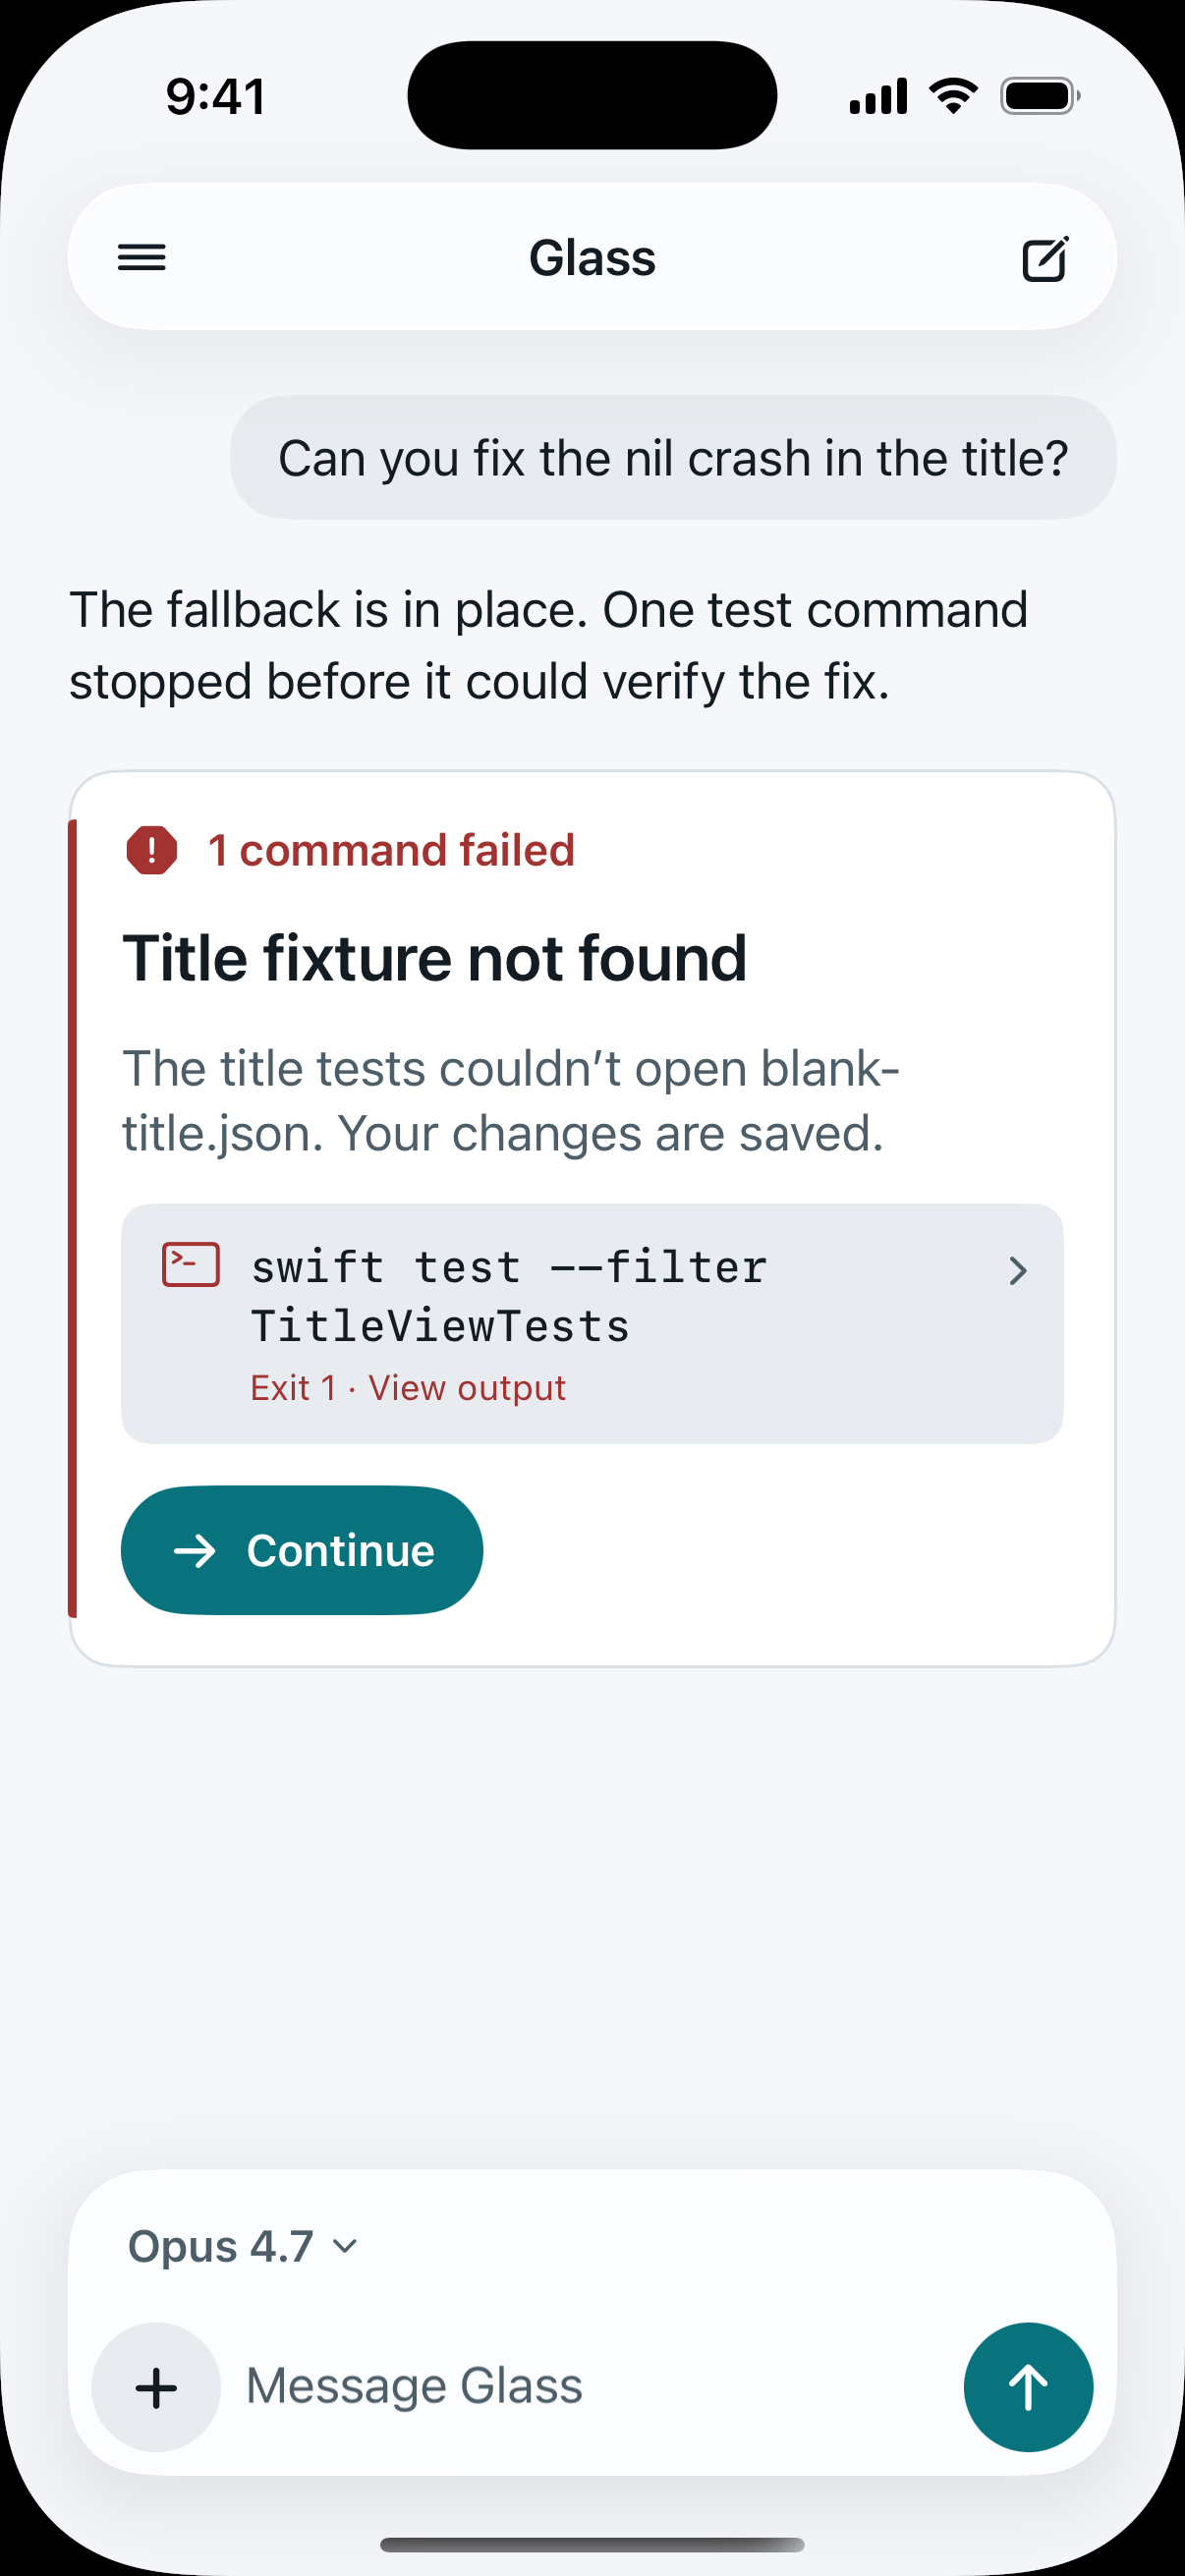 9:41
Glass
Can you fix the nil crash in the title?
The fallback is in place. One test command
stopped before it could verify the fix.
1 command failed
Title fixture not found
The title tests couldn’t open blank-
title.json. Your changes are saved.
swift test --filter
TitleViewTests
Exit 1 · View output
Continue
Opus 4.7
Message Glass